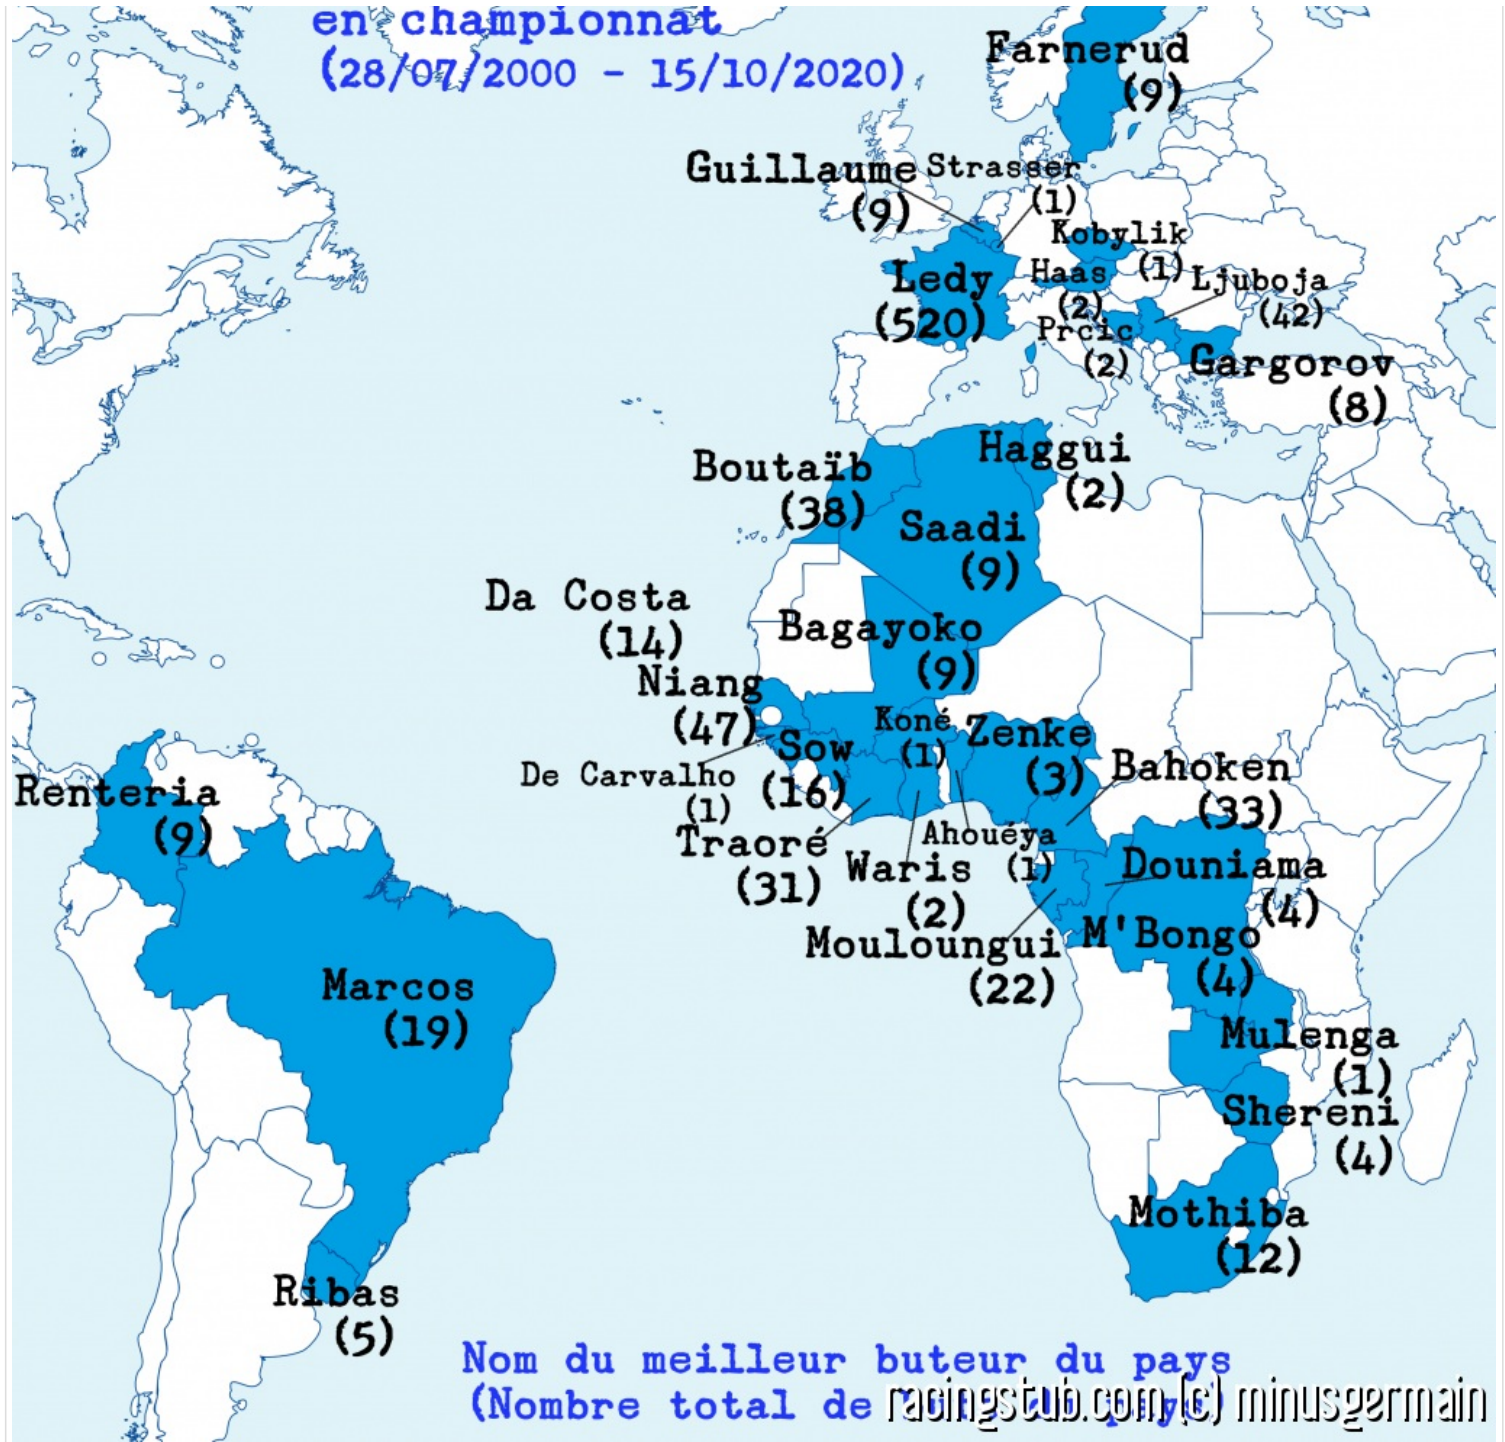 en championnat
(28/07/2000 - 15/10/2020)
Farnerud
(9)
Guillaume
(9)
Strasser
(1)
Kobylik
(1)
Ledy
(520)
Haas
(2)
Ljuboja
(42)
Prcic
(2)
Gargorov
(8)
Boutaïb
(38)
Haggui
(2)
Saadi
(9)
Da Costa
(14)
Bagayoko
(9)
Niang
(47)
De Carvalho
(1)
Sow
(16)
Koné
(1)
Zenke
(3)
Bahoken
(33)
Renteria
(9)
Traoré
(31)
Waris
(2)
Ahouéya
(1)
Douniama
(4)
Mouloungui
(22)
M'Bongo
(4)
Marcos
(19)
Mulenga
(1)
Shereni
(4)
Mothiba
(12)
Ribas
(5)
Nom du meilleur buteur du pays
(Nombre total de
racingstub.com (c) minusgermain